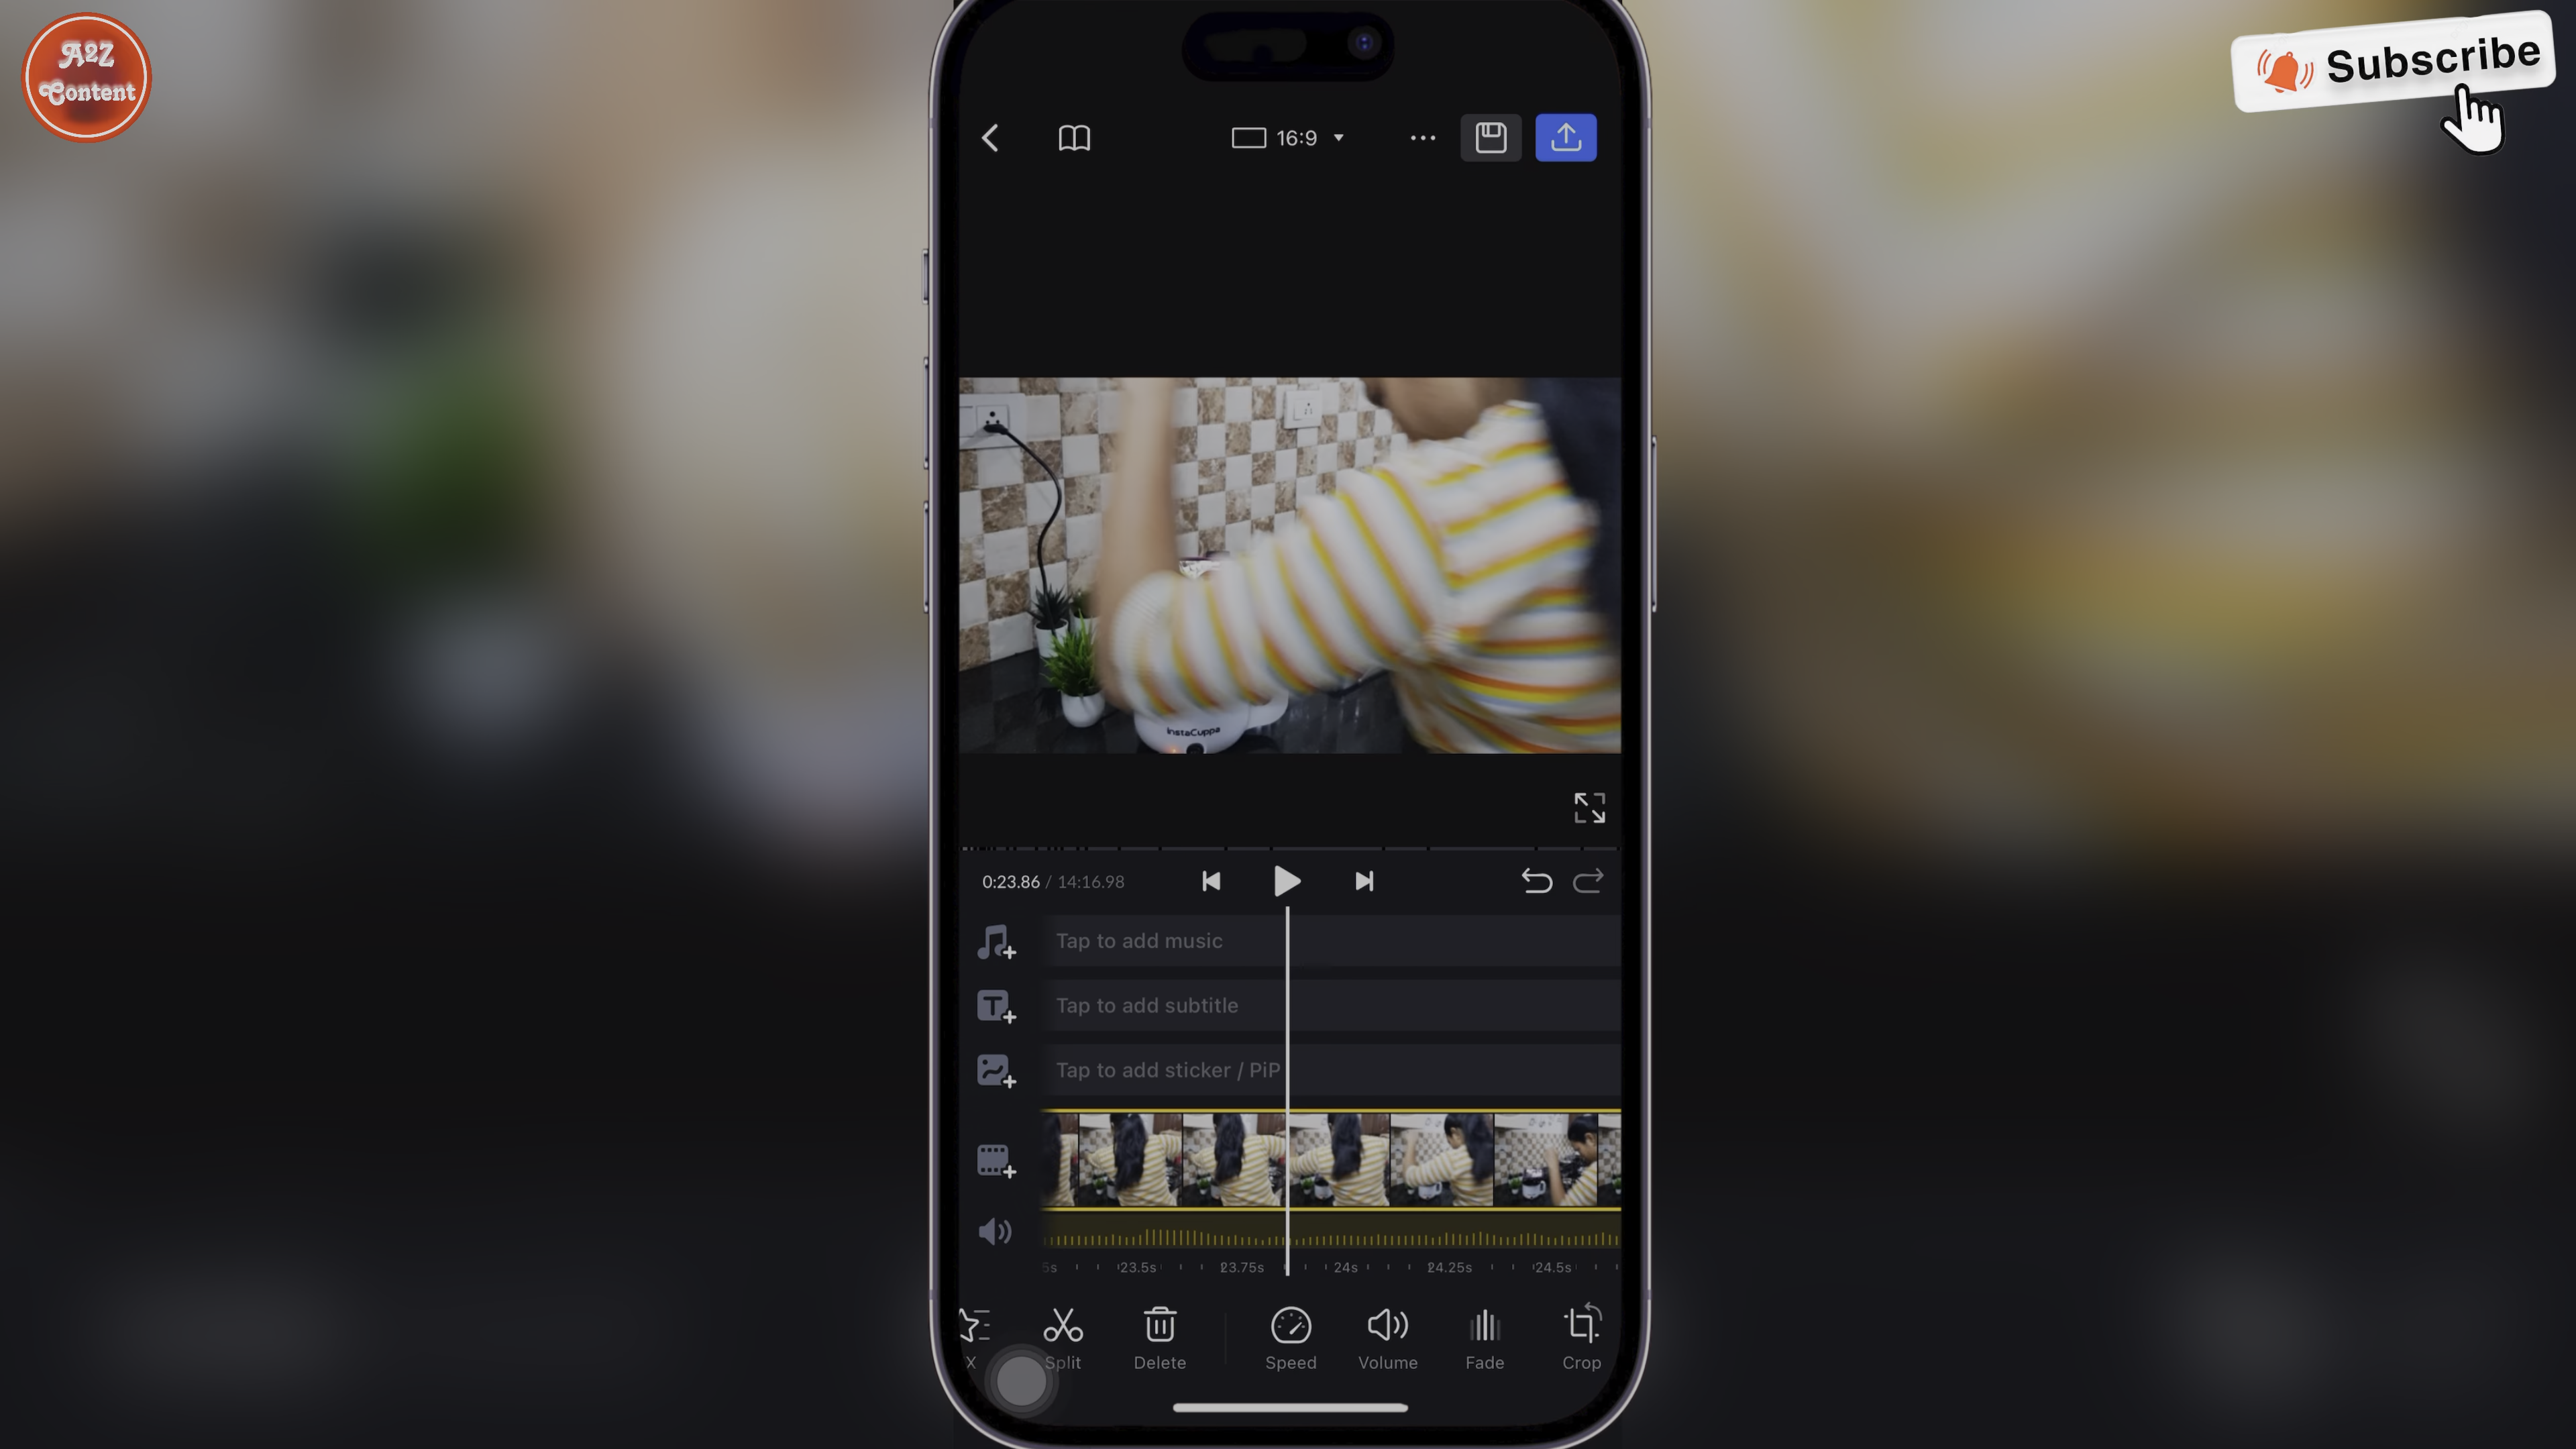 A2Z
Content
Subscribe
16:9
InstaCuppa
0:23.86 / 14:16.98
Tap to add music
Tap to add subtitle
Tap to add sticker / PiP
5s 23.5s 23.75s 24s 24.25s 24.5s
X Split Delete Speed Volume Fade Crop